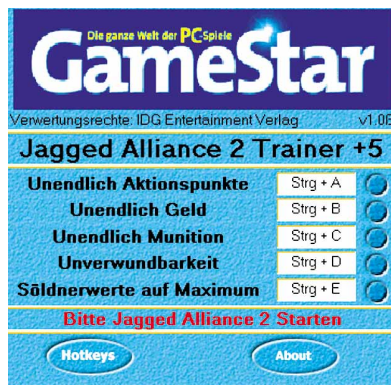 Die ganze Welt der PC-Spiele
GameStar
Verwertungsrechte: IDG Entertainment Verlag v1.06
Jagged Alliance 2 Trainer +5
Unendlich Aktionspunkte Strg + A
Unendlich Geld Strg + B
Unendlich Munition Strg + C
Unverwundbarkeit Strg + D
Söldnerwerte auf Maximum Strg + E
Bitte Jagged Alliance 2 Starten
Hotkeys About